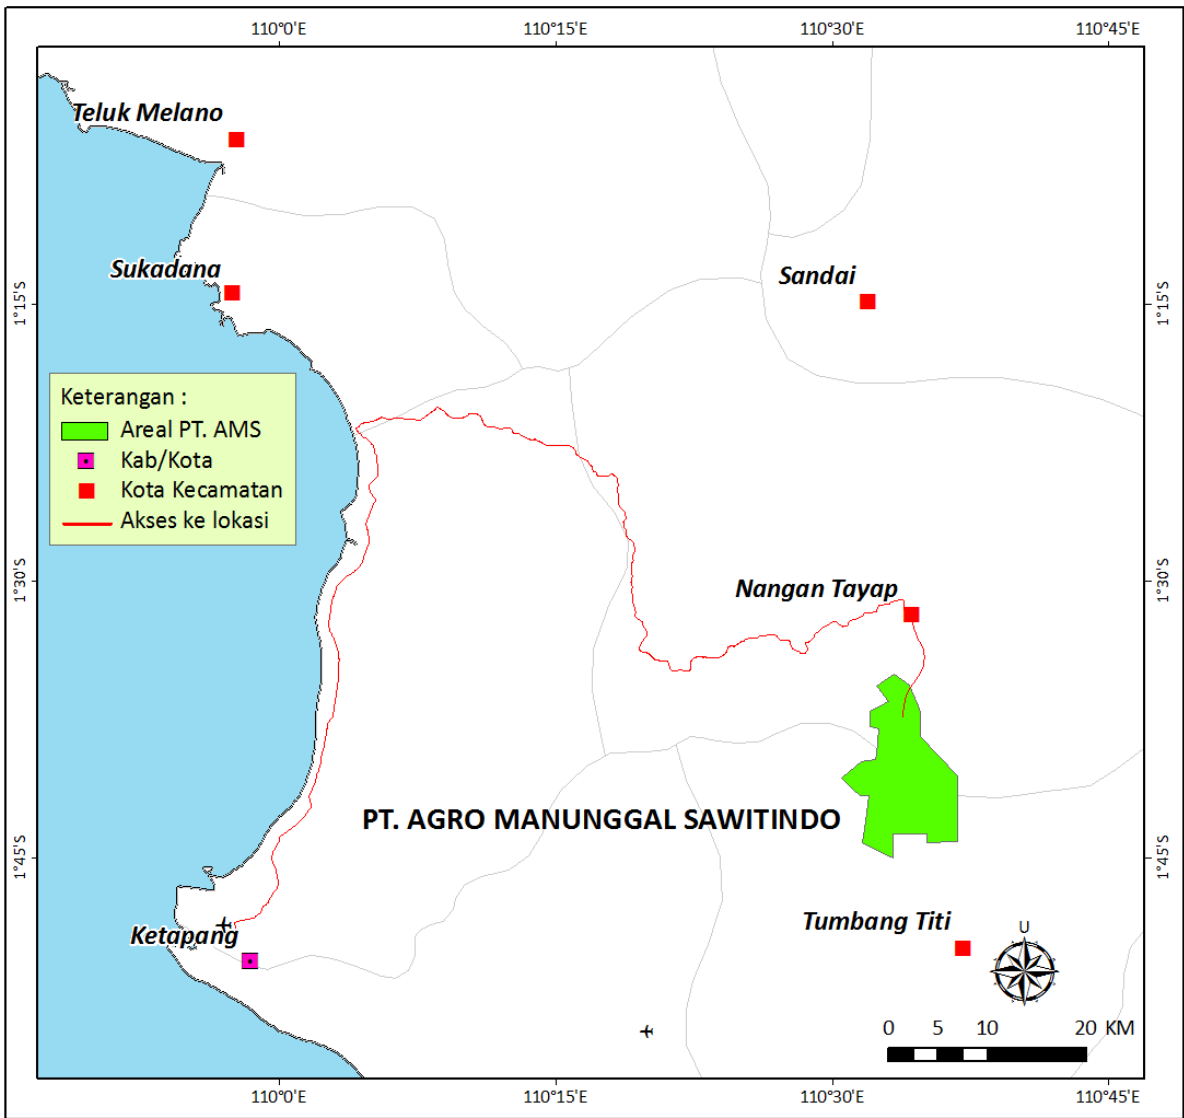 110°0'E 110°15'E 110°30'E 110°45'E
Teluk Melano
Sukadana
Sandai
1°15'S 1°15'S
Keterangan :
Areal PT. AMS
Kab/Kota
Kota Kecamatan
Akses ke lokasi
1°30'S 1°30'S
Nangan Tayap
PT. AGRO MANUNGGAL SAWITINDO
1°45'S 1°45'S
Ketapang
Tumbang Titi
U
0 5 10 20 KM
110°0'E 110°15'E 110°30'E 110°45'E